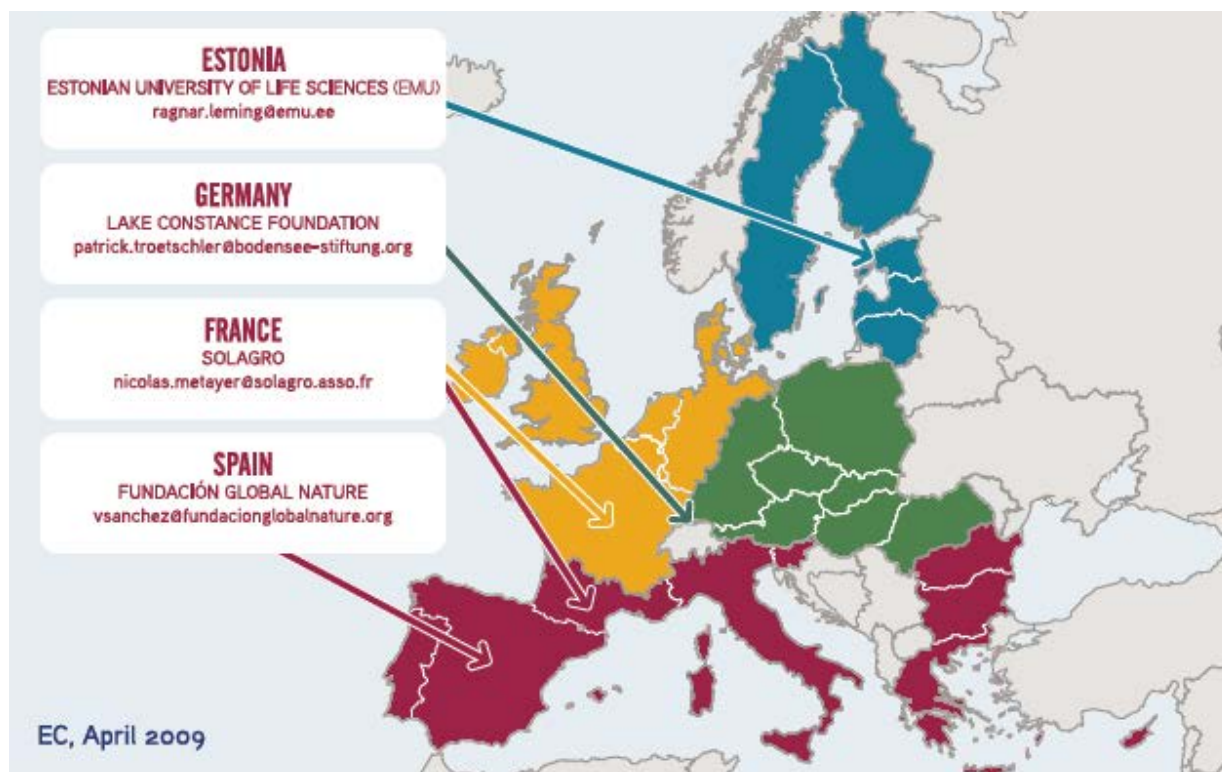 ESTONIA
ESTONIAN UNIVERSITY OF LIFE SCIENCES (EMU)
ragnar.leming@emu.ee
GERMANY
LAKE CONSTANCE FOUNDATION
patrick.troetschler@bodensee-stiftung.org
FRANCE
SOLAGRO
nicolas.metayer@solagro.asso.fr
SPAIN
FUNDACIÓN GLOBAL NATURE
vsanchez@fundacionglobalnature.org
EC, April 2009